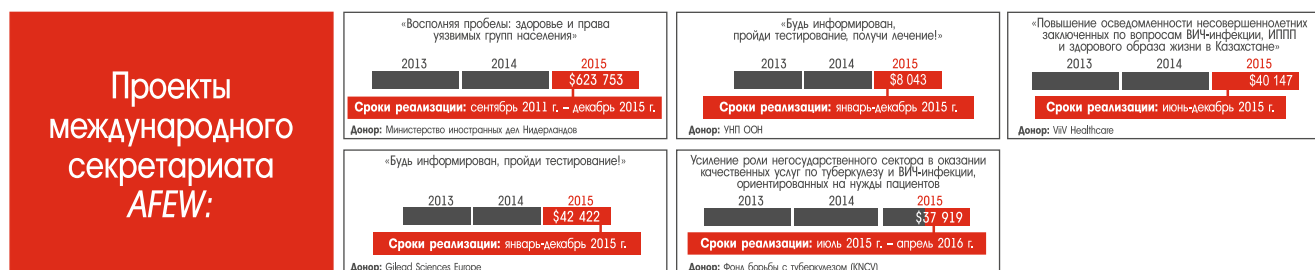 Проекты
международного
секретариата
AFEW:
«Восполняя пробелы: здоровье и права
уязвимых групп населения»
2013 2014 2015
$623 753
Сроки реализации: сентябрь 2011 г. – декабрь 2015 г.
Донор: Министерство иностранных дел Нидерландов
«Будь информирован,
пройди тестирование, получи лечение!»
2013 2014 2015
$8 043
Сроки реализации: январь-декабрь 2015 г.
Донор: УНП ООН
«Повышение осведомленности несовершеннолетних
заключенных по вопросам ВИЧ-инфекции, ИППП
и здорового образа жизни в Казахстане»
2013 2014 2015
$40 147
Сроки реализации: июнь-декабрь 2015 г.
Донор: ViiV Healthcare
«Будь информирован, пройди тестирование!»
2013 2014 2015
$42 422
Сроки реализации: январь-декабрь 2015 г.
Донор: Gilead Sciences Europe
Усиление роли негосударственного сектора в оказании
качественных услуг по туберкулезу и ВИЧ-инфекции,
ориентированных на нужды пациентов
2013 2014 2015
$37 919
Сроки реализации: июль 2015 г. – апрель 2016 г.
Донор: Фонд борьбы с туберкулезом (KNCV)